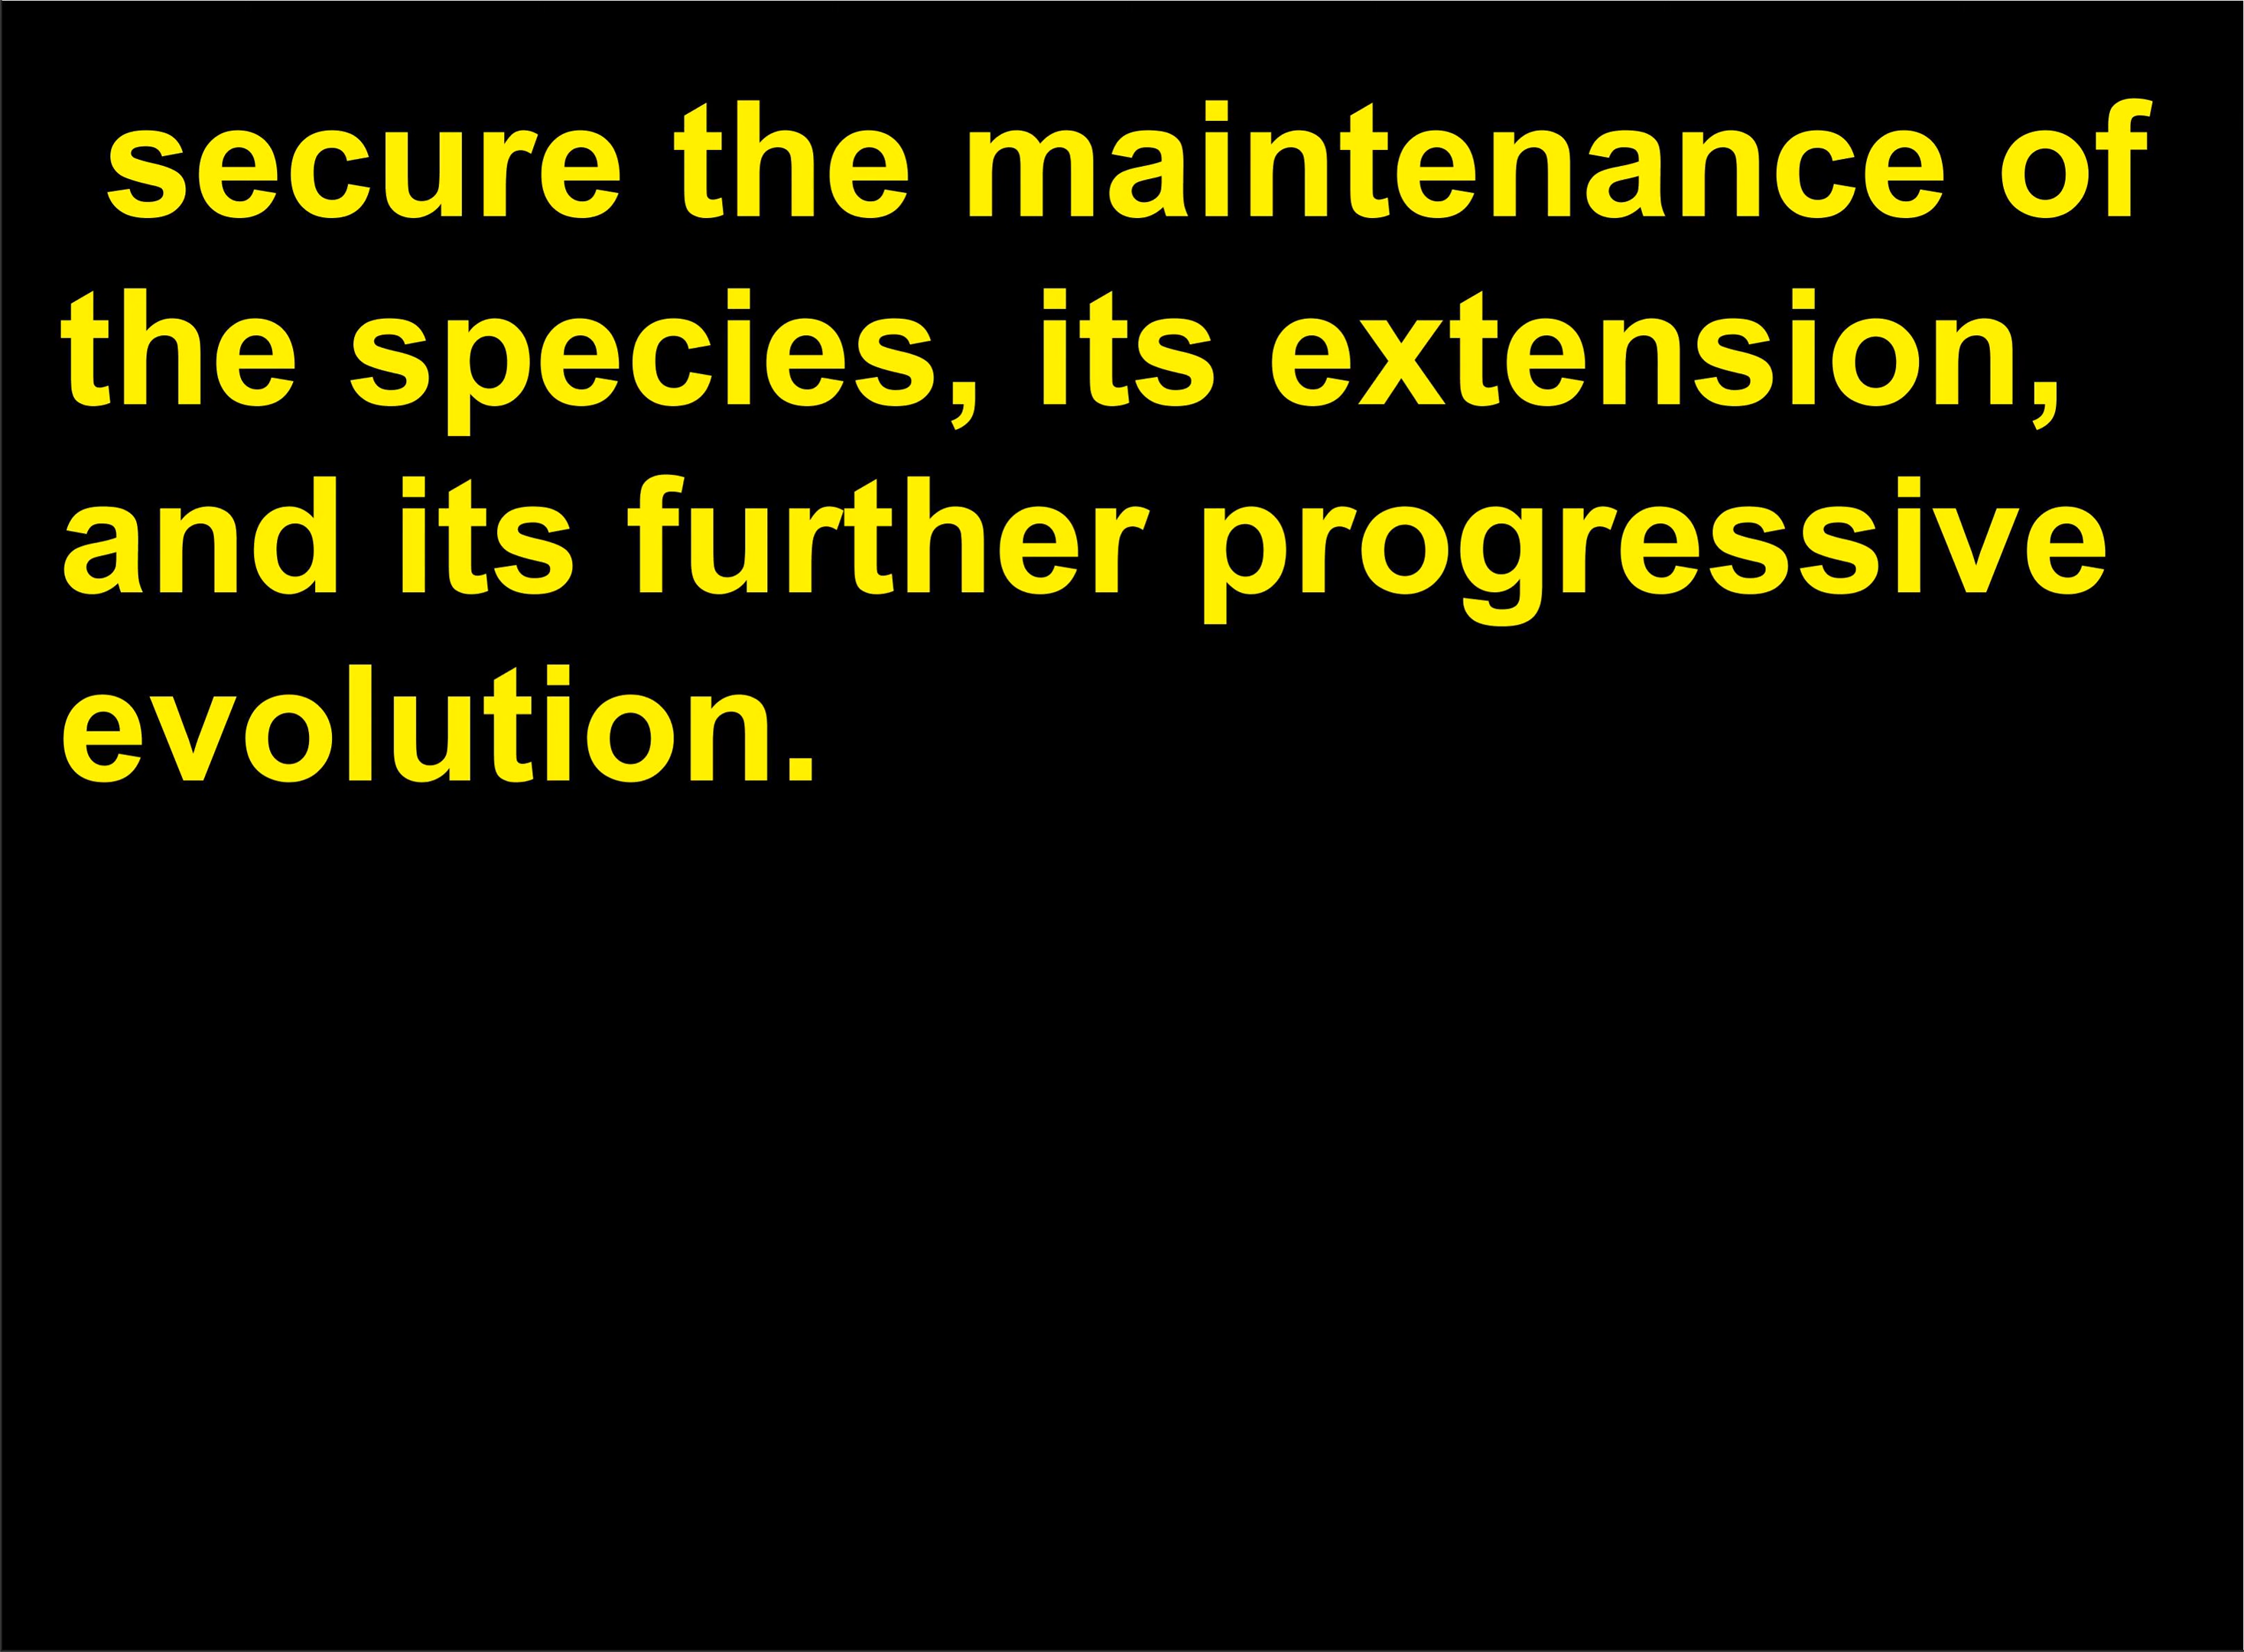 secure the maintenance of
the species, its extension,
and its further progressive
evolution.